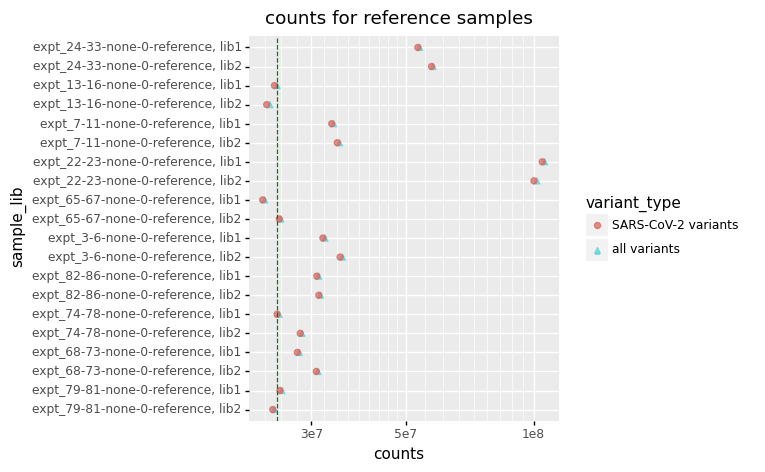 counts for reference samples
sample_lib
expt_24-33-none-0-reference, lib1
expt_24-33-none-0-reference, lib2
expt_13-16-none-0-reference, lib1
expt_13-16-none-0-reference, lib2
expt_7-11-none-0-reference, lib1
expt_7-11-none-0-reference, lib2
expt_22-23-none-0-reference, lib1
expt_22-23-none-0-reference, lib2
expt_65-67-none-0-reference, lib1
expt_65-67-none-0-reference, lib2
expt_3-6-none-0-reference, lib1
expt_3-6-none-0-reference, lib2
expt_82-86-none-0-reference, lib1
expt_82-86-none-0-reference, lib2
expt_74-78-none-0-reference, lib1
expt_74-78-none-0-reference, lib2
expt_68-73-none-0-reference, lib1
expt_68-73-none-0-reference, lib2
expt_79-81-none-0-reference, lib1
expt_79-81-none-0-reference, lib2
3e7 5e7 1e8
counts
variant_type
SARS-CoV-2 variants
all variants